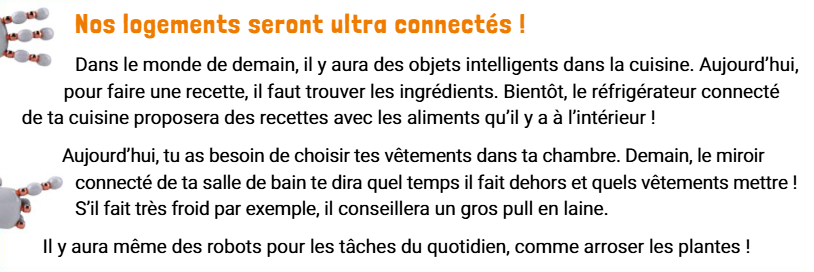 Nos logements seront ultra connectés !
Dans le monde de demain, il y aura des objets intelligents dans la cuisine. Aujourd’hui,
pour faire une recette, il faut trouver les ingrédients. Bientôt, le réfrigérateur connecté
de ta cuisine proposera des recettes avec les aliments qu’il y a à l’intérieur !
Aujourd’hui, tu as besoin de choisir tes vêtements dans ta chambre. Demain, le miroir
connecté de ta salle de bain te dira quel temps il fait dehors et quels vêtements mettre !
S’il fait très froid par exemple, il conseillera un gros pull en laine.
Il y aura même des robots pour les tâches du quotidien, comme arroser les plantes !